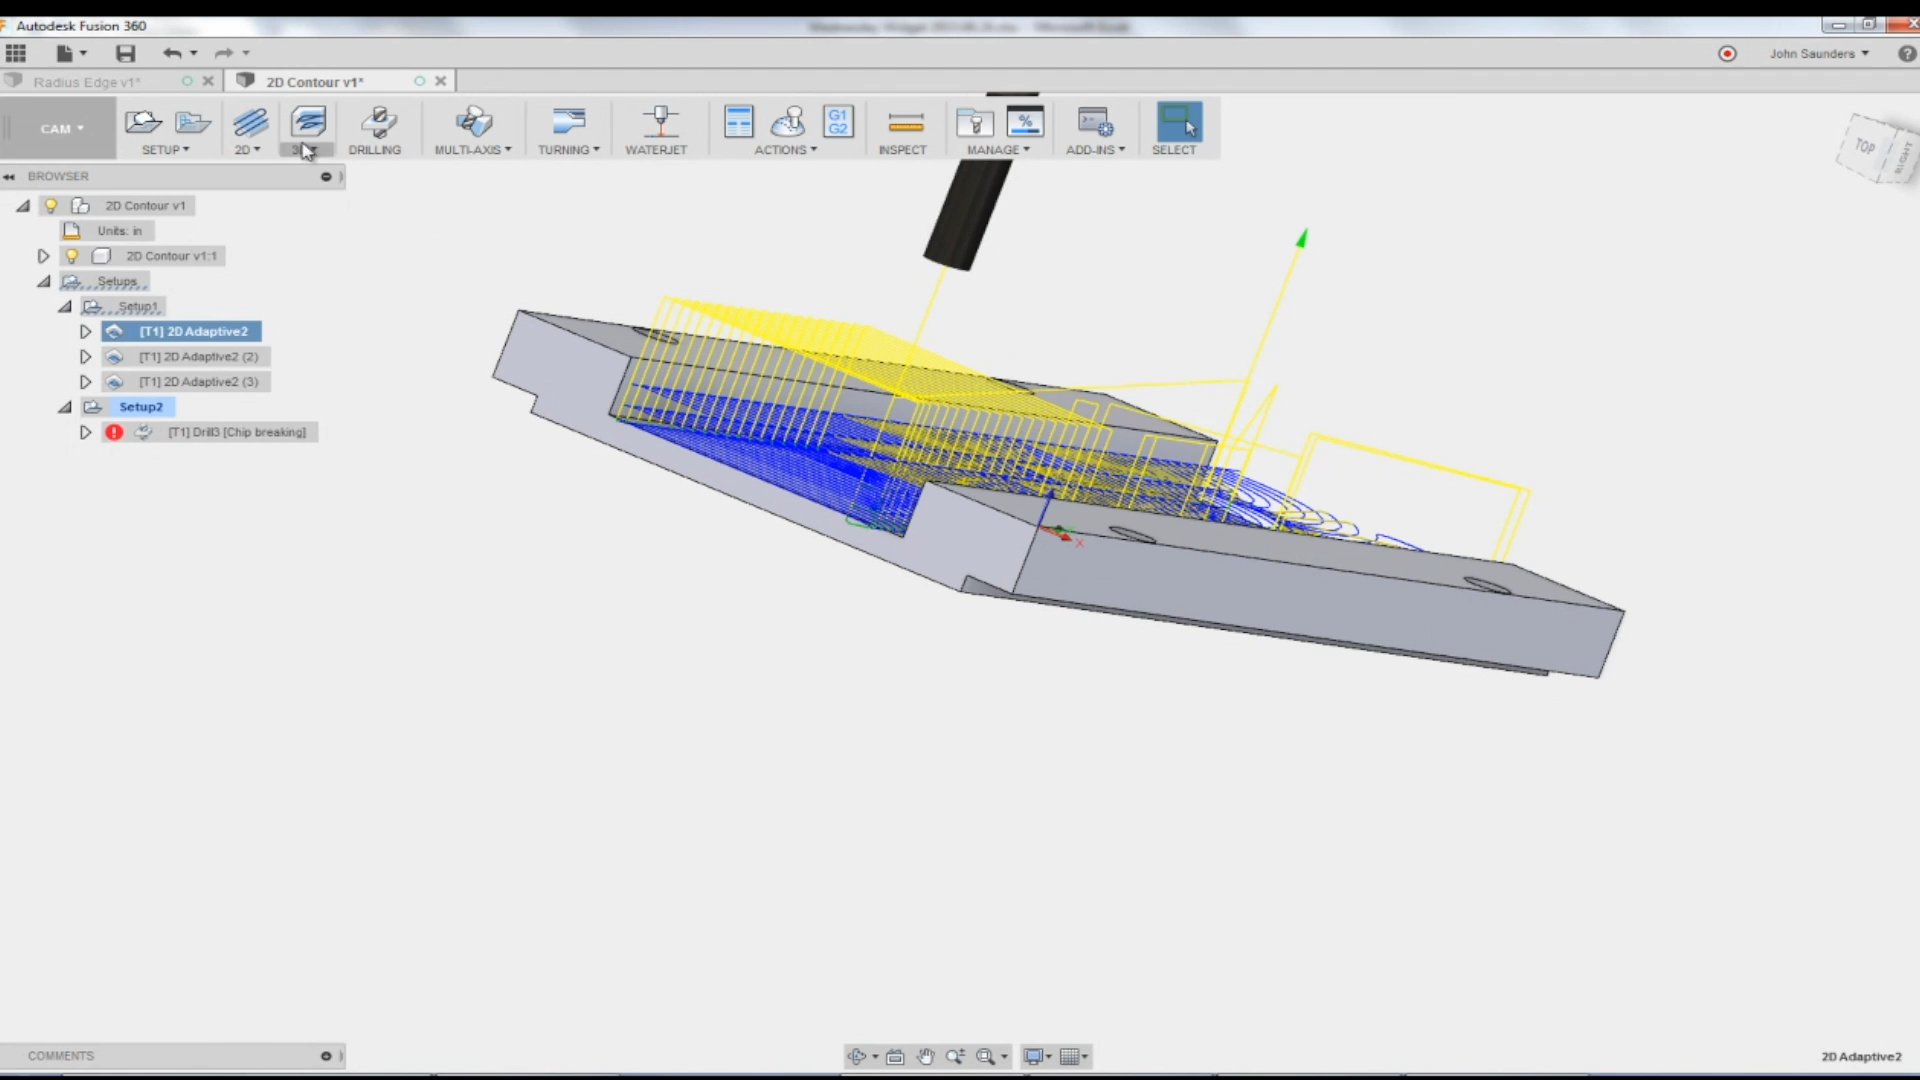 Autodesk Fusion 360
John Saunders
Radius Edge v1*
2D Contour v1*
CAM
SETUP
2D
DRILLING
MULTI-AXIS
TURNING
WATERJET
G1
G2
ACTIONS
INSPECT
%
MANAGE
ADD-INS
SELECT
TOP
RIGHT
BROWSER
2D Contour v1
Units: in
2D Contour v1:1
Setups
Setup1
[T1] 2D Adaptive2
[T1] 2D Adaptive2 (2)
[T1] 2D Adaptive2 (3)
Setup2
[T1] Drill3 [Chip breaking]
X
COMMENTS
2D Adaptive2